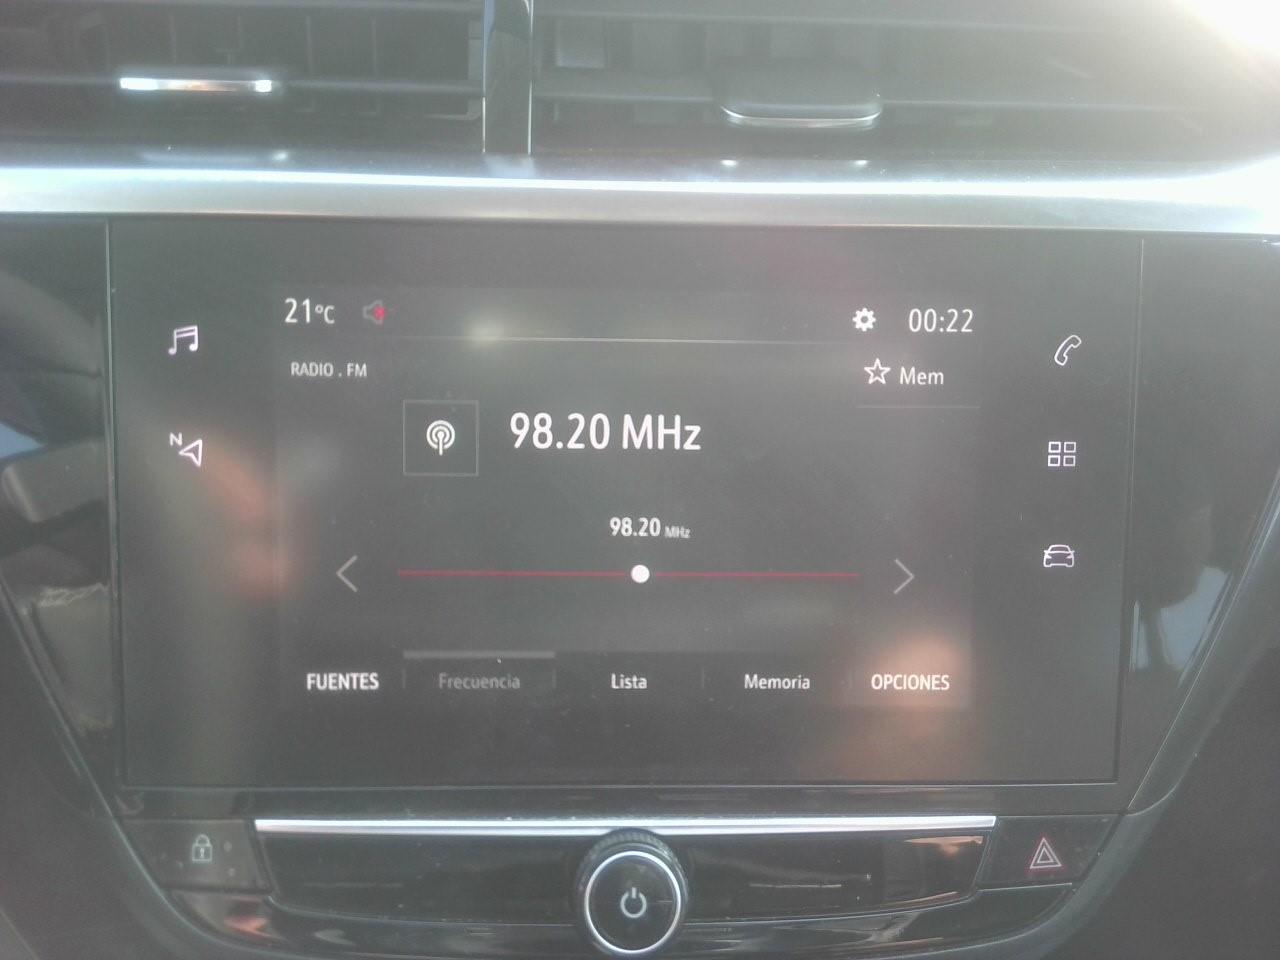 21°C 00:22
RADIO . FM
Mem
N
98.20 MHz
98.20 MHz
FUENTES Frecuencia Lista Memoria OPCIONES